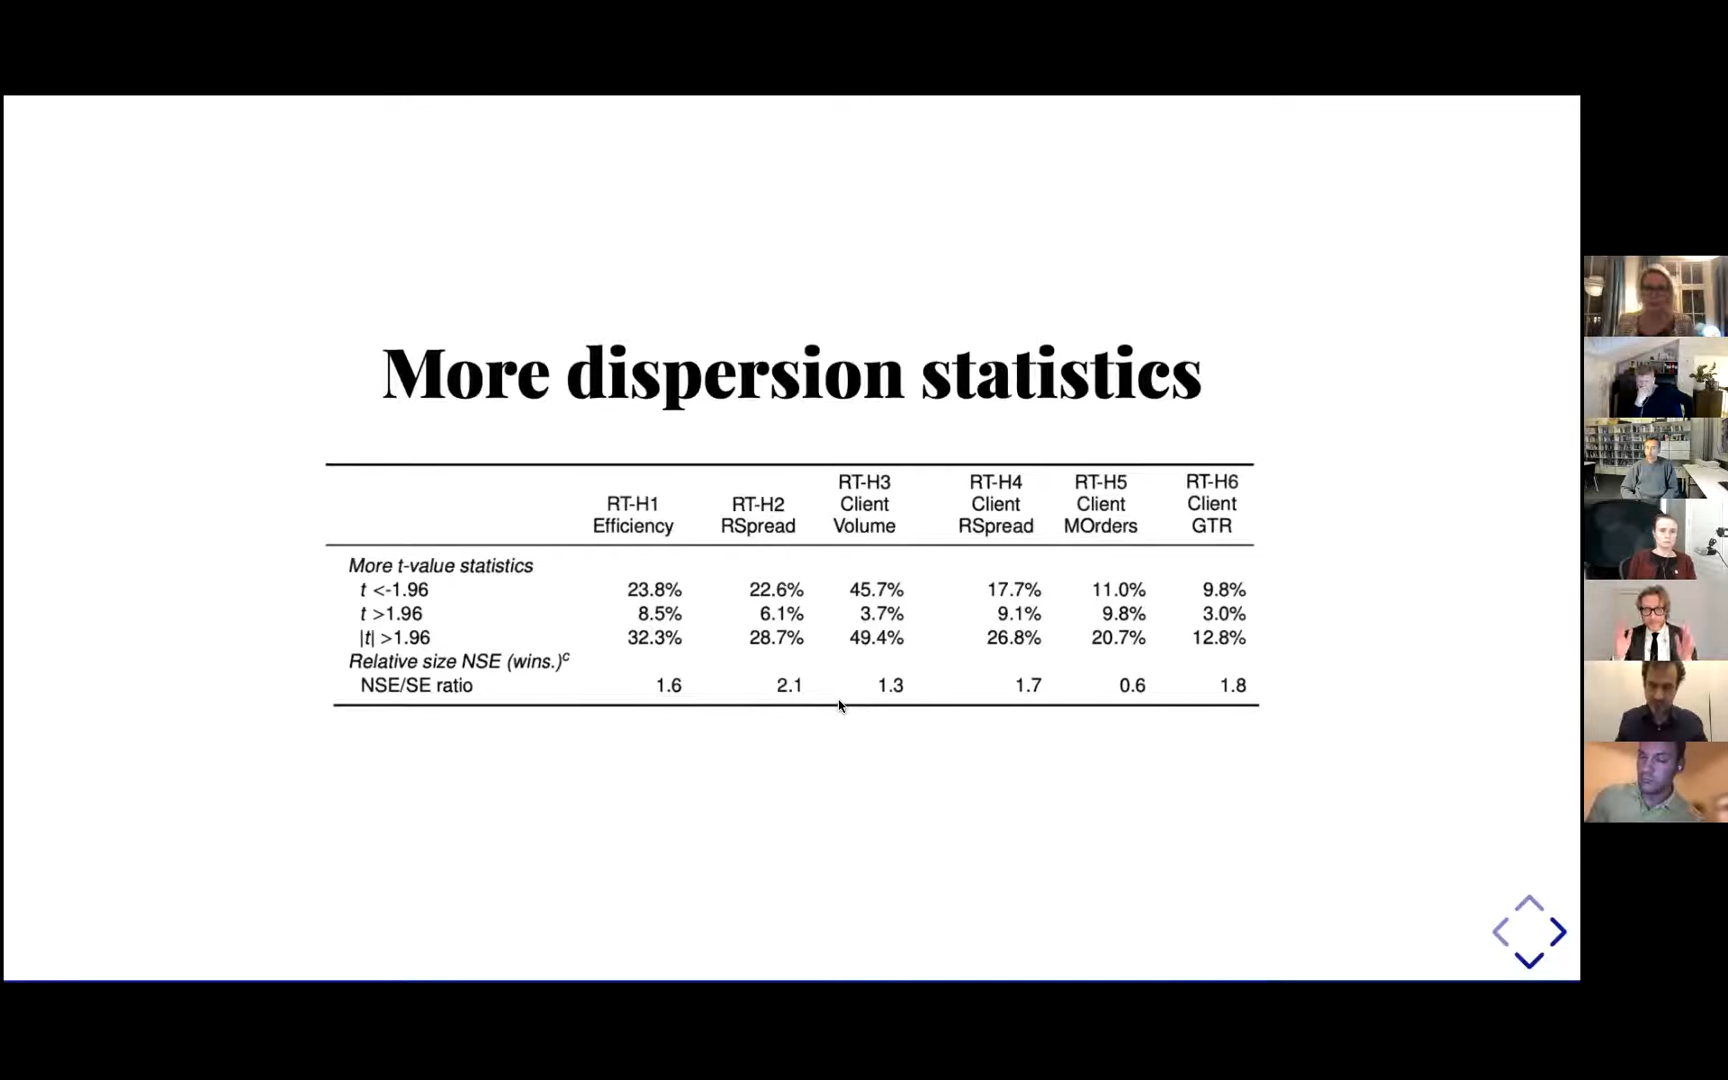 More dispersion statistics
RT-H1 Efficiency RT-H2 RSpread RT-H3 Client Volume RT-H4 Client RSpread RT-H5 Client MOrders RT-H6 Client GTR
More t-value statistics
t <-1.96 23.8% 22.6% 45.7% 17.7% 11.0% 9.8%
t >1.96 8.5% 6.1% 3.7% 9.1% 9.8% 3.0%
|t| >1.96 32.3% 28.7% 49.4% 26.8% 20.7% 12.8%
Relative size NSE (wins.)c
NSE/SE ratio 1.6 2.1 1.3 1.7 0.6 1.8